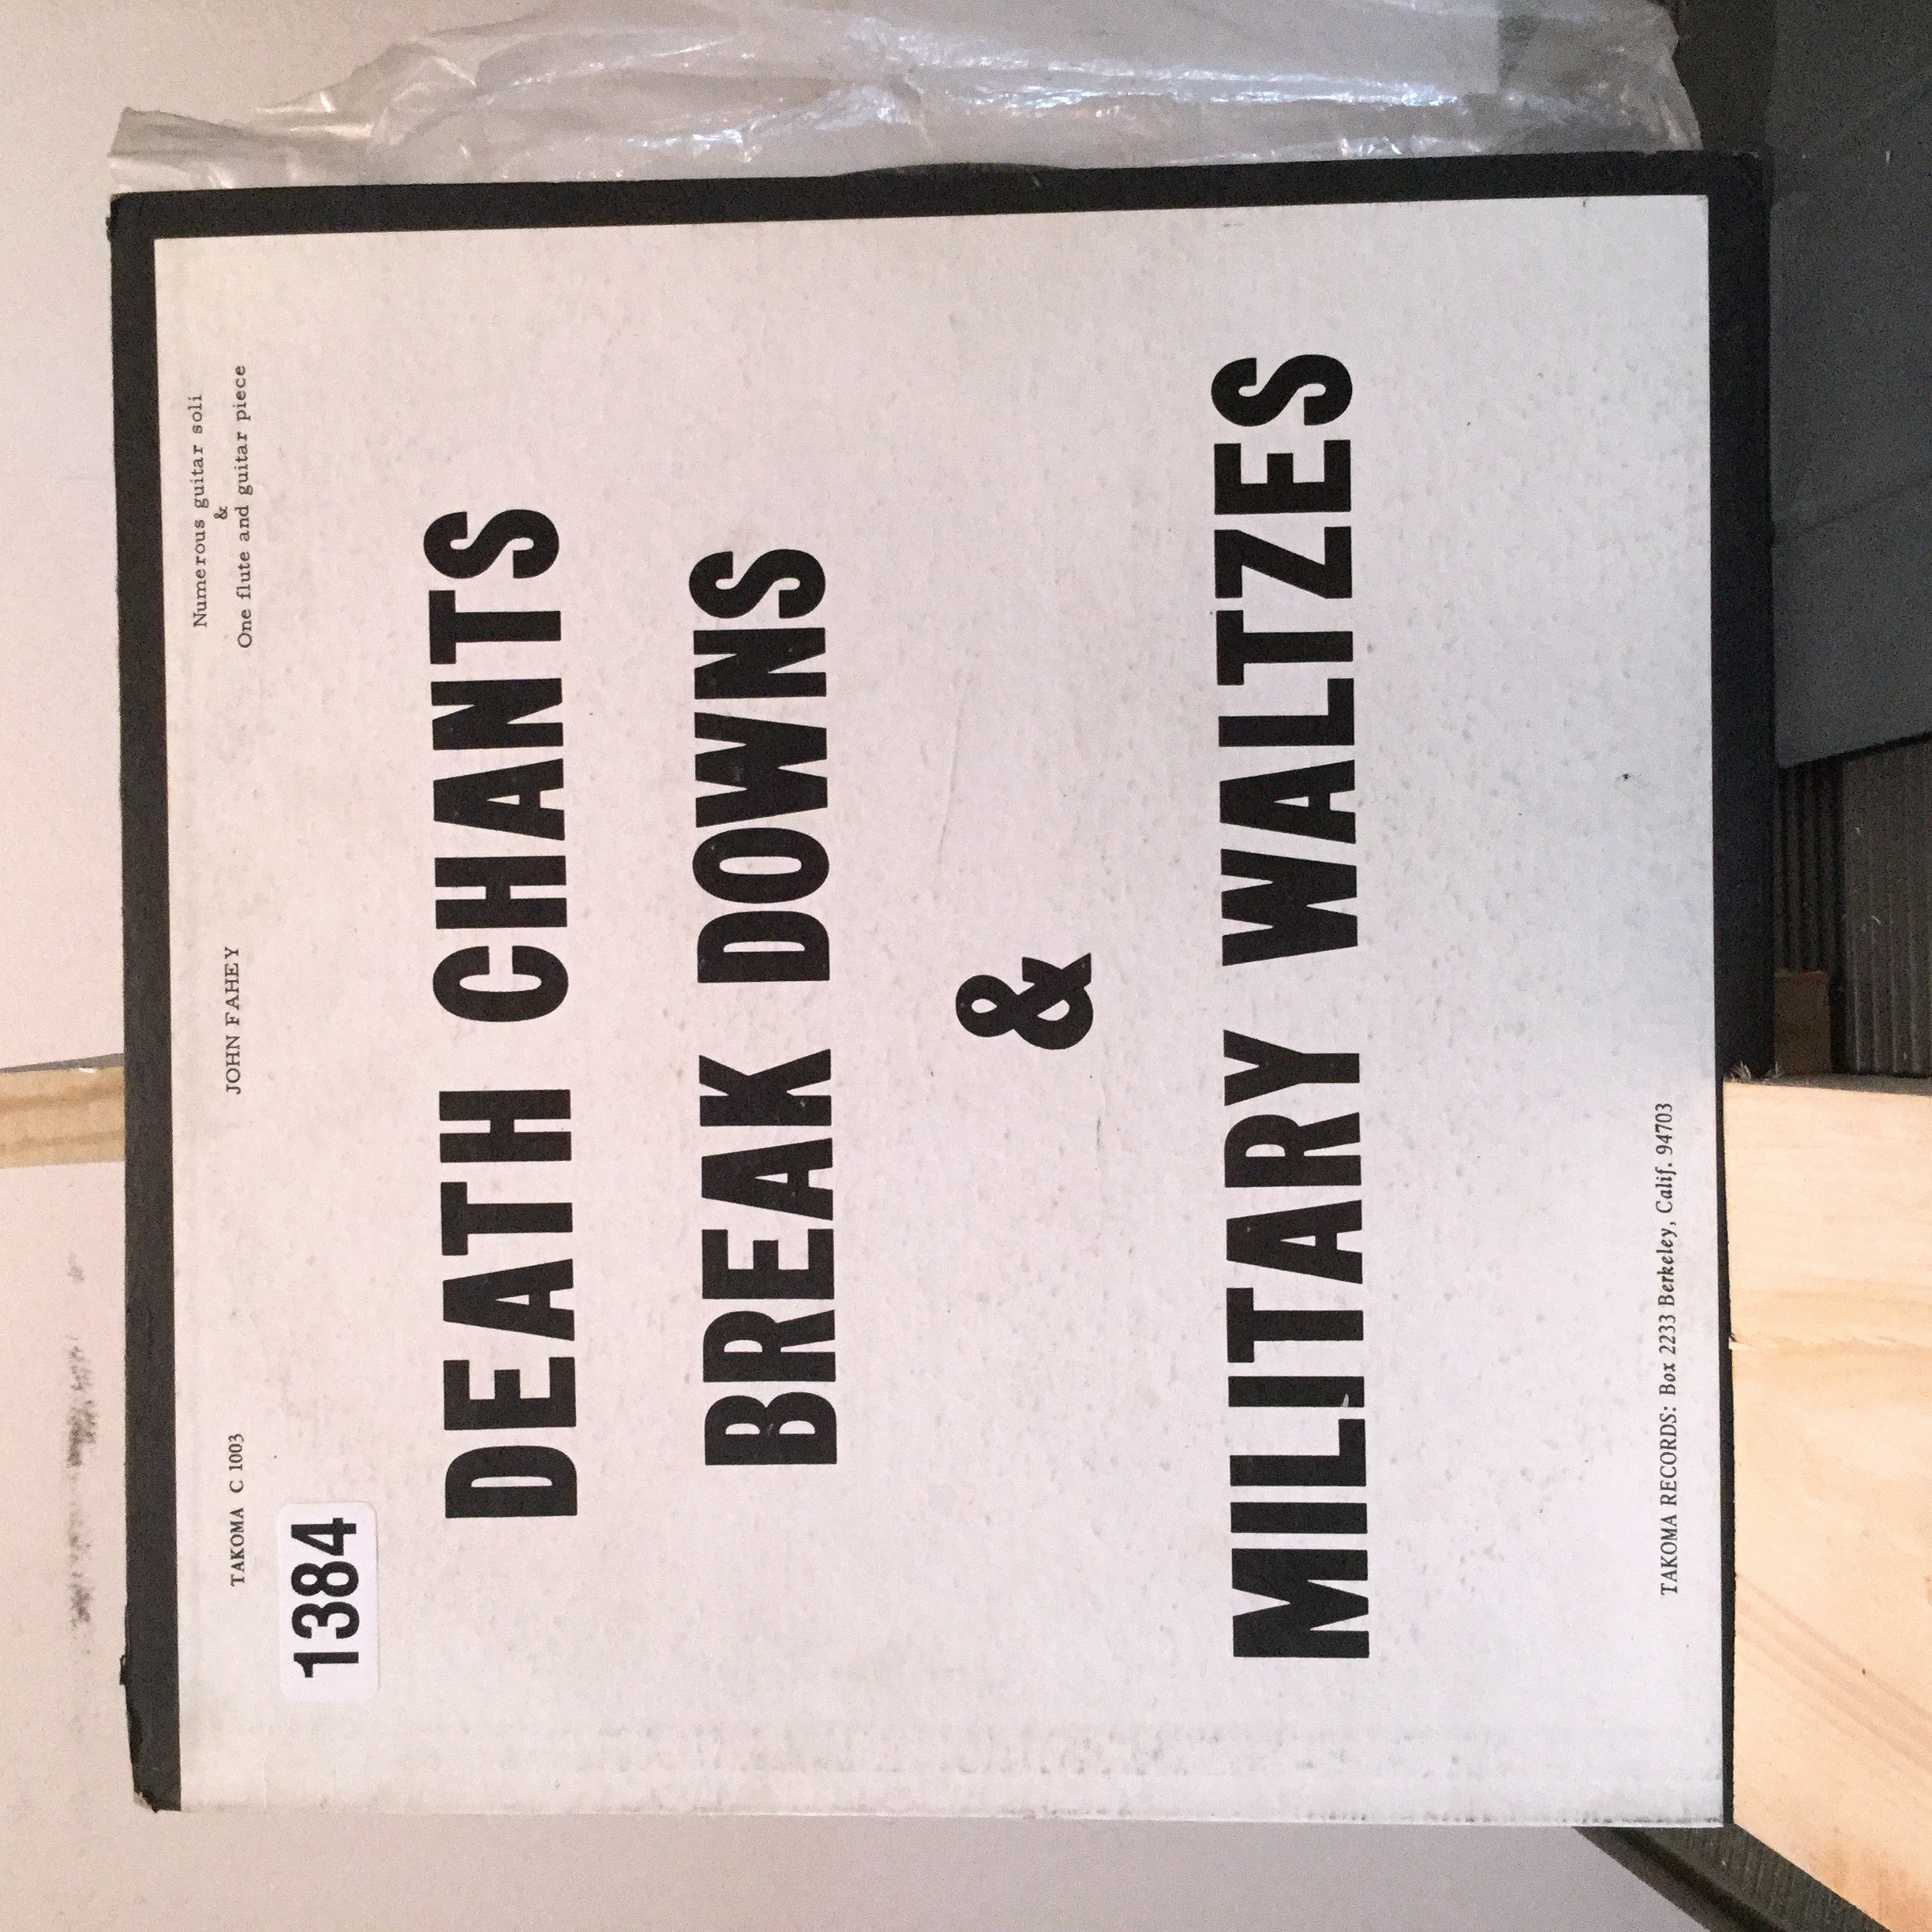 TAKOMA C 1003
JOHN FAHEY
Numerous guitar soli
&
One flute and guitar piece
1384
DEATH CHANTS
BREAK DOWNS
&
MILITARY WALTZES
TAKOMA RECORDS: Box 2233 Berkeley, Calif. 94703